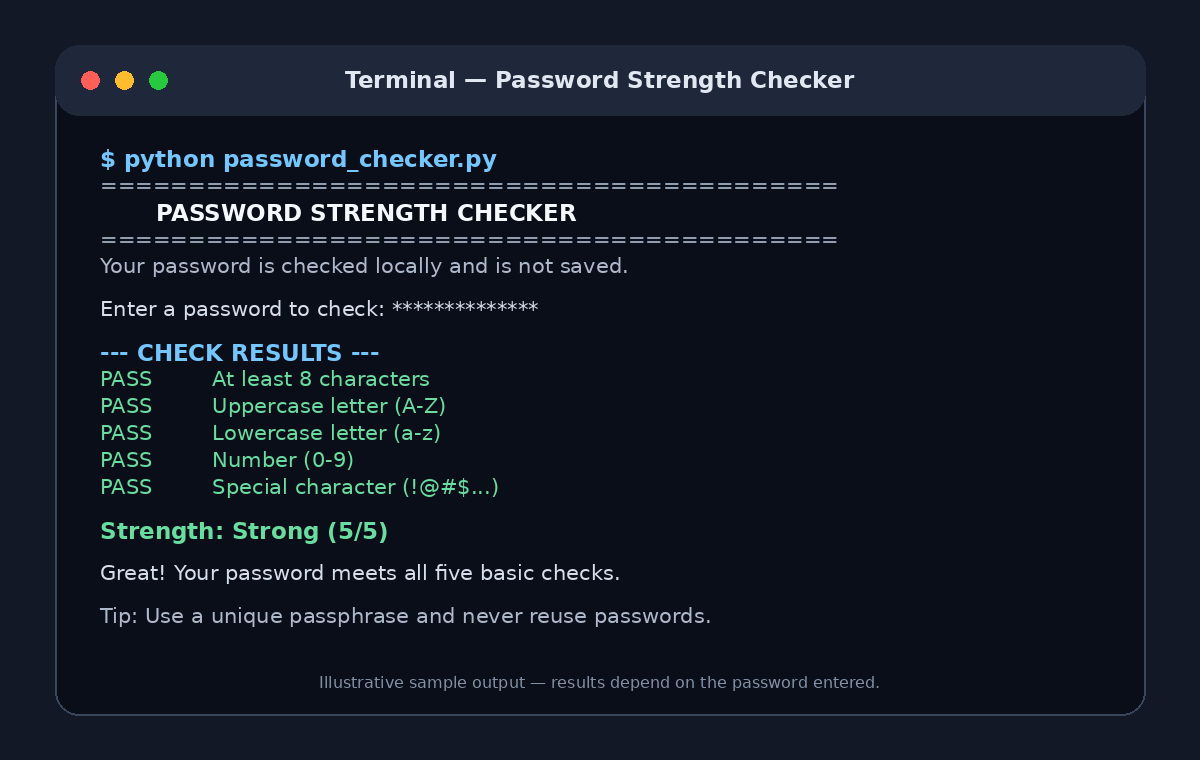 Terminal — Password Strength Checker
$ python password_checker.py
==========================================
PASSWORD STRENGTH CHECKER
==========================================
Your password is checked locally and is not saved.
Enter a password to check: **************
--- CHECK RESULTS ---
PASS At least 8 characters
PASS Uppercase letter (A-Z)
PASS Lowercase letter (a-z)
PASS Number (0-9)
PASS Special character (!@#$...)
Strength: Strong (5/5)
Great! Your password meets all five basic checks.
Tip: Use a unique passphrase and never reuse passwords.
Illustrative sample output — results depend on the password entered.